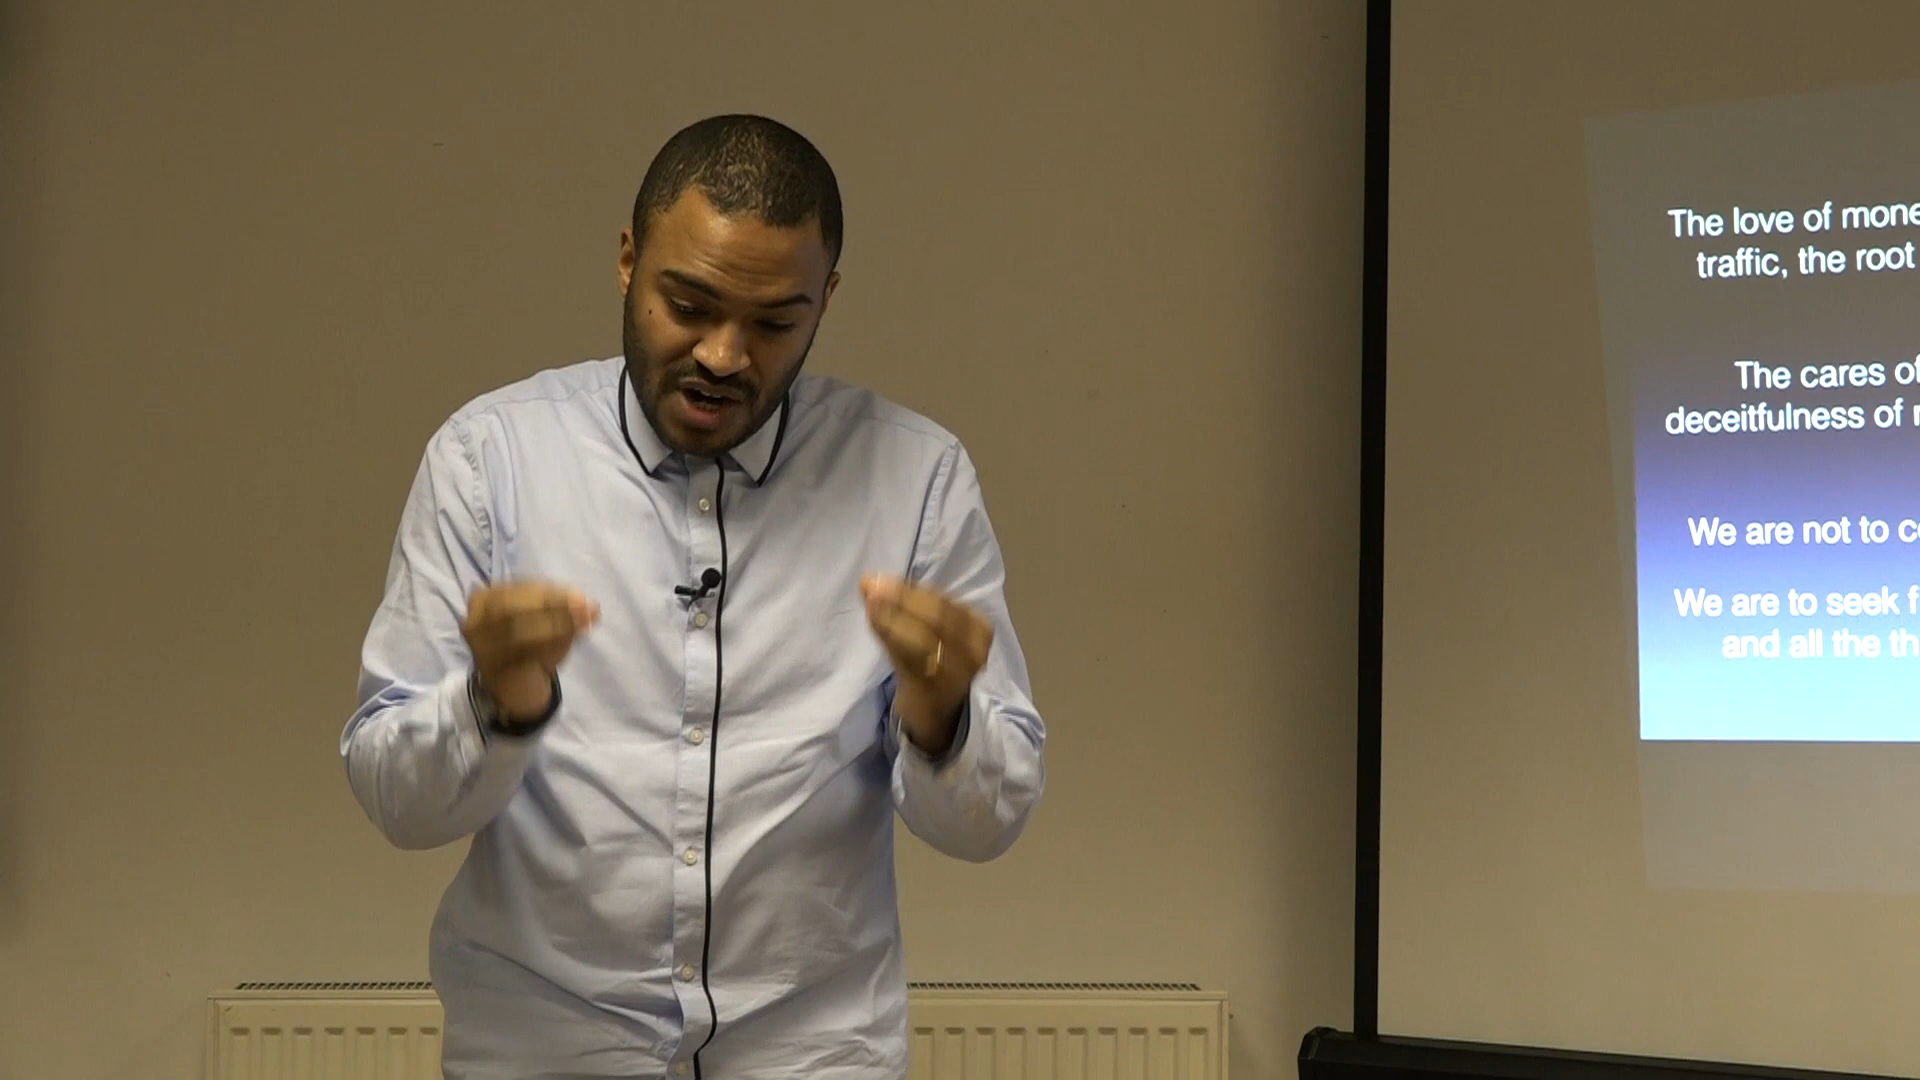 The love of mone
traffic, the root
The cares of
deceitfulness of
We are not to
We are to seek f
and all the th